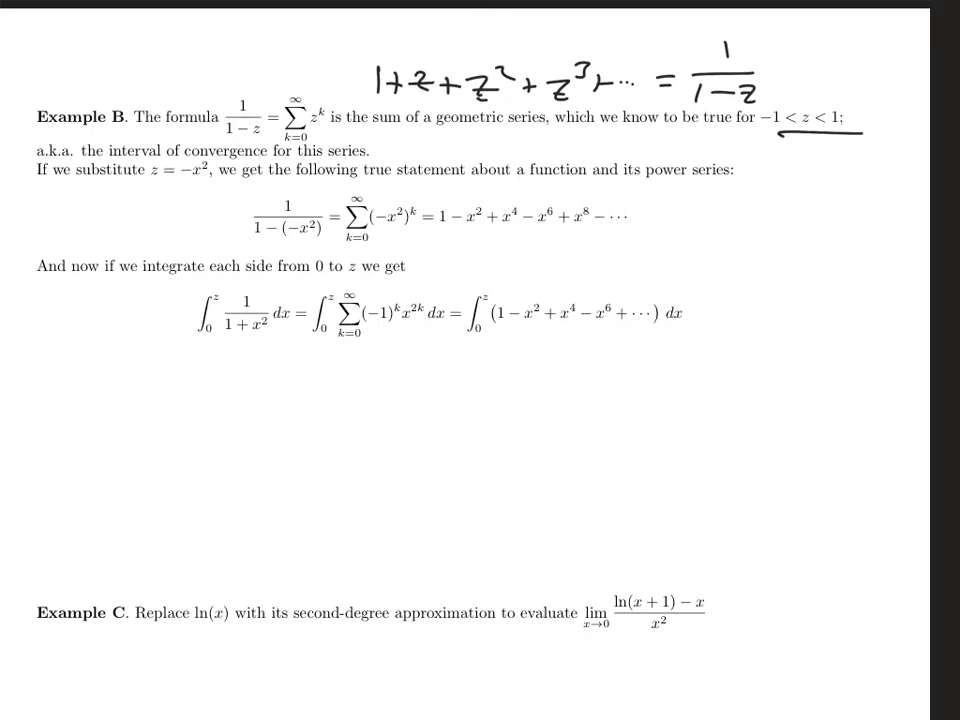 1+z+z²+z³+... = 1/(1−z)
Example B. The formula 1/(1 − z) = ∑_{k=0}^{∞} z^k is the sum of a geometric series, which we know to be true for −1 < z < 1;
a.k.a. the interval of convergence for this series.
If we substitute z = −x², we get the following true statement about a function and its power series:
1/(1 − (−x²)) = ∑_{k=0}^{∞} (−x²)^k = 1 − x² + x⁴ − x⁶ + x⁸ − ⋯
And now if we integrate each side from 0 to z we get
∫_0^z 1/(1 + x²) dx = ∫_0^z ∑_{k=0}^{∞} (−1)^k x^{2k} dx = ∫_0^z (1 − x² + x⁴ − x⁶ + ⋯) dx
Example C. Replace ln(x) with its second-degree approximation to evaluate lim_{x→0} (ln(x + 1) − x)/x²